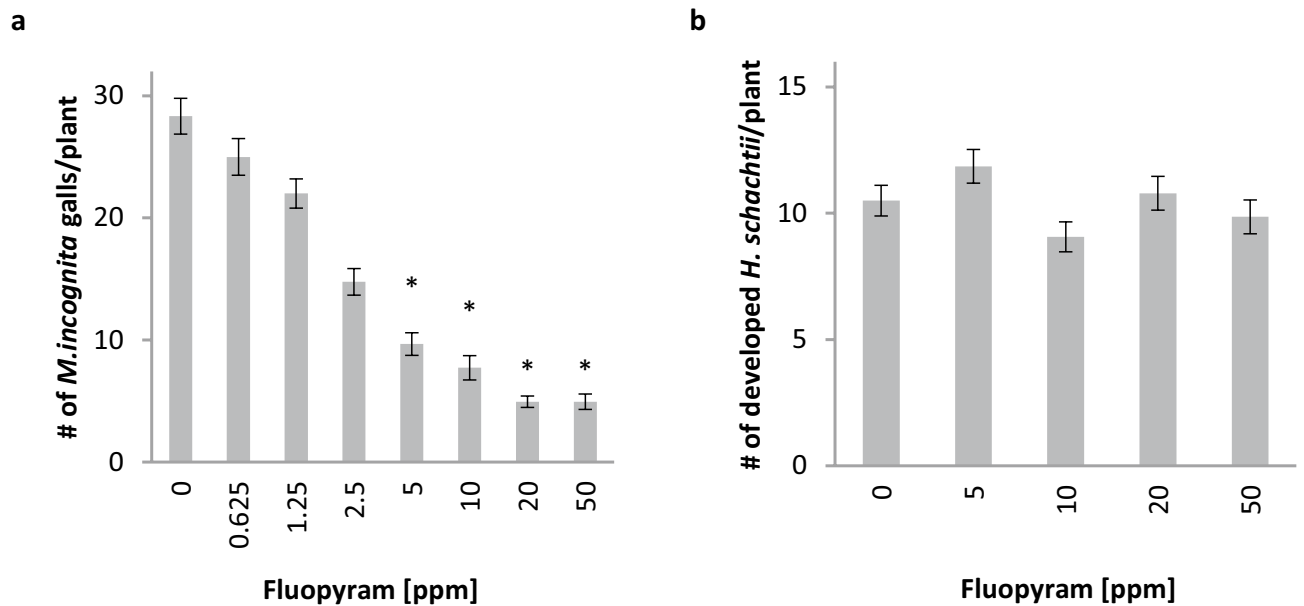 a
# of M.incognita galls/plant
30
20
10
0
* * * *
0 0.625 1.25 2.5 5 10 20 50
Fluopyram [ppm]
b
# of developed H. schachtii/plant
15
10
5
0
0 5 10 20 50
Fluopyram [ppm]